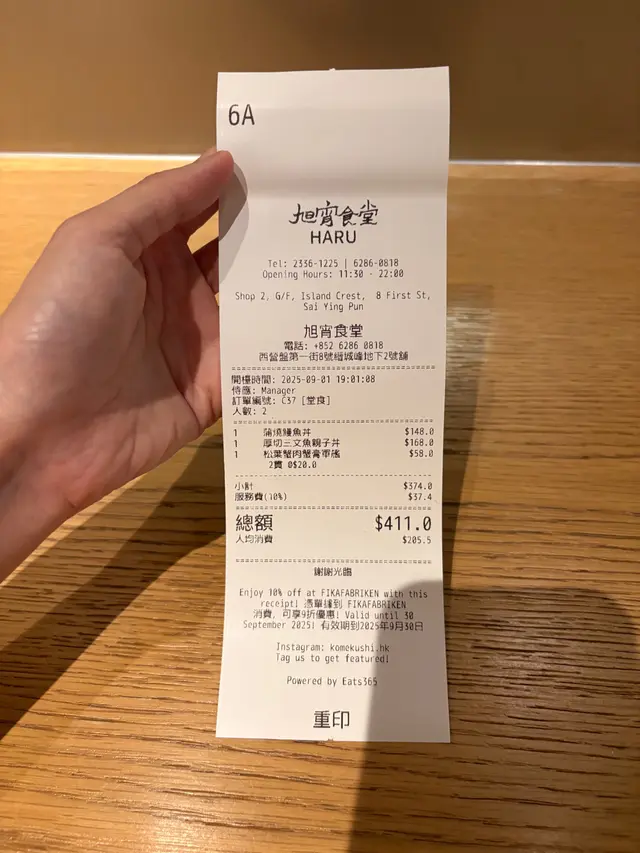 6A
旭宵食堂
HARU
Tel: 2336-1225 | 6286-0818
Opening Hours: 11:30 - 22:00
Shop 2, G/F, Island Crest, 8 First St,
Sai Ying Pun
旭宵食堂
電話: +852 6286 0818
西營盤第一街8號縉城峰地下2號舖
開檯時間: 2025-09-01 19:01:08
侍應: Manager
訂單編號: C37 [堂食]
人數: 2
1 蒲燒鰻魚丼 $148.0
1 厚切三文魚親子丼 $168.0
1 松葉蟹肉蟹膏軍艦 $58.0
2貫 @$20.0
小計 $374.0
服務費(10%) $37.4
總額 $411.0
人均消費 $205.5
謝謝光臨
Enjoy 10% off at FIKAFABRIKEN with this
receipt! 憑單據到 FIKAFABRIKEN
消費, 可享9折優惠! Valid until 30
September 2025! 有效期到2025年9月30日
Instagram: komekushi.hk
Tag us to get featured!
Powered by Eats365
重印